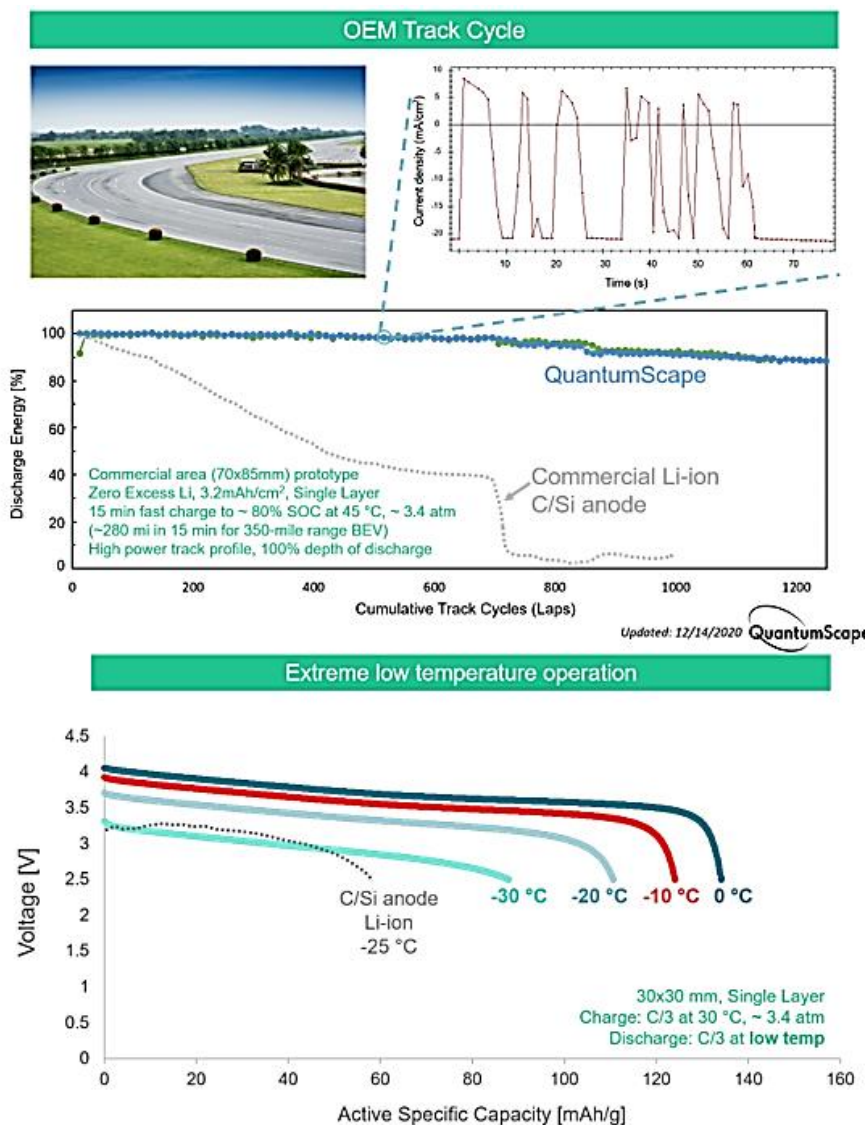 OEM Track Cycle
Current density (mA/cm²)
10
5
0
-5
-10
-15
-20
10
20
30
40
50
60
70
Time (s)
Discharge Energy [%]
100
80
60
40
20
0
QuantumScape
Commercial Li-ion
C/Si anode
Commercial area (70x85mm) prototype
Zero Excess Li, 3.2mAh/cm², Single Layer
15 min fast charge to ~ 80% SOC at 45 °C, ~ 3.4 atm
(~280 mi in 15 min for 350-mile range BEV)
High power track profile, 100% depth of discharge
0
200
400
600
800
1000
1200
Cumulative Track Cycles (Laps)
Updated: 12/14/2020 QuantumScape
Extreme low temperature operation
Voltage [V]
4.5
4
3.5
3
2.5
2
1.5
1
0.5
0
C/Si anode
Li-ion
-25 °C
-30 °C
-20 °C
-10 °C
0 °C
30x30 mm, Single Layer
Charge: C/3 at 30 °C, ~ 3.4 atm
Discharge: C/3 at low temp
0
20
40
60
80
100
120
140
160
Active Specific Capacity [mAh/g]